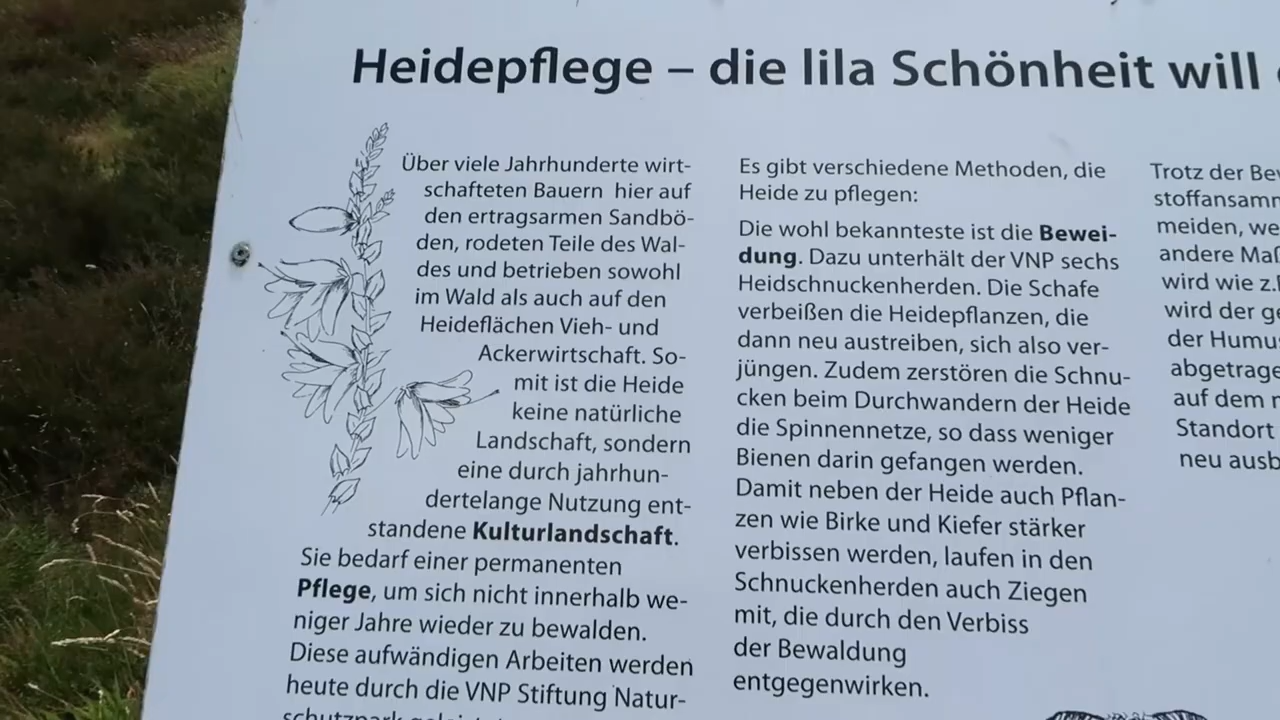 Heidepflege – die lila Schönheit will
Über viele Jahrhunderte wirt-
schafteten Bauern hier auf
den ertragsarmen Sandbö-
den, rodeten Teile des Wal-
des und betrieben sowohl
im Wald als auch auf den
Heideflächen Vieh- und
Ackerwirtschaft. So-
mit ist die Heide
keine natürliche
Landschaft, sondern
eine durch jahrhun-
dertelange Nutzung ent-
standene Kulturlandschaft.
Sie bedarf einer permanenten
Pflege, um sich nicht innerhalb we-
niger Jahre wieder zu bewalden.
Diese aufwändigen Arbeiten werden
heute durch die VNP Stiftung Natur-
Es gibt verschiedene Methoden, die
Heide zu pflegen:
Die wohl bekannteste ist die Bewei-
dung. Dazu unterhält der VNP sechs
Heidschnuckenherden. Die Schafe
verbeißen die Heidepflanzen, die
dann neu austreiben, sich also ver-
jüngen. Zudem zerstören die Schnu-
cken beim Durchwandern der Heide
die Spinnennetze, so dass weniger
Bienen darin gefangen werden.
Damit neben der Heide auch Pflan-
zen wie Birke und Kiefer stärker
verbissen werden, laufen in den
Schnuckenherden auch Ziegen
mit, die durch den Verbiss
der Bewaldung
entgegenwirken.
Trotz der Bew
stoffansamm
meiden, we
andere Maß
wird wie z.
wird der ge
der Humus
abgetrage
auf dem
Standort
neu ausb